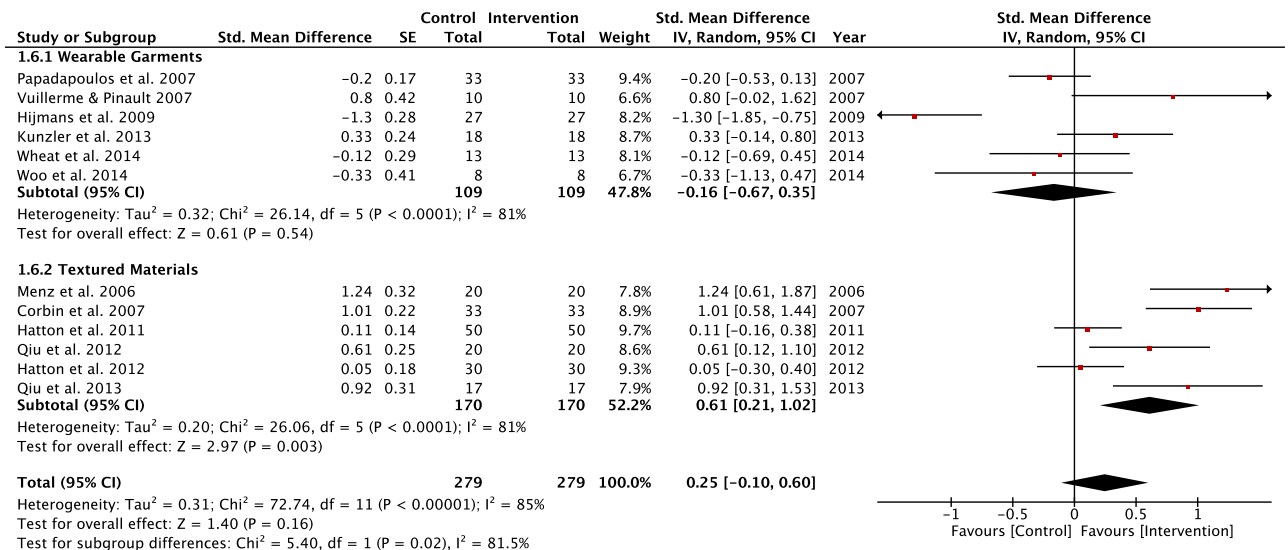 Control Intervention Std. Mean Difference Std. Mean Difference
Study or Subgroup Std. Mean Difference SE Total Total Weight IV, Random, 95% CI Year IV, Random, 95% CI
1.6.1 Wearable Garments
Papadapoulos et al. 2007 −0.2 0.17 33 33 9.4% −0.20 [−0.53, 0.13] 2007
Vuillerme & Pinault 2007 0.8 0.42 10 10 6.6% 0.80 [−0.02, 1.62] 2007
Hijmans et al. 2009 −1.3 0.28 27 27 8.2% −1.30 [−1.85, −0.75] 2009
Kunzler et al. 2013 0.33 0.24 18 18 8.7% 0.33 [−0.14, 0.80] 2013
Wheat et al. 2014 −0.12 0.29 13 13 8.1% −0.12 [−0.69, 0.45] 2014
Woo et al. 2014 −0.33 0.41 8 8 6.7% −0.33 [−1.13, 0.47] 2014
Subtotal (95% CI) 109 109 47.8% −0.16 [−0.67, 0.35]
Heterogeneity: Tau² = 0.32; Chi² = 26.14, df = 5 (P < 0.0001); I² = 81%
Test for overall effect: Z = 0.61 (P = 0.54)
1.6.2 Textured Materials
Menz et al. 2006 1.24 0.32 20 20 7.8% 1.24 [0.61, 1.87] 2006
Corbin et al. 2007 1.01 0.22 33 33 8.9% 1.01 [0.58, 1.44] 2007
Hatton et al. 2011 0.11 0.14 50 50 9.7% 0.11 [−0.16, 0.38] 2011
Qiu et al. 2012 0.61 0.25 20 20 8.6% 0.61 [0.12, 1.10] 2012
Hatton et al. 2012 0.05 0.18 30 30 9.3% 0.05 [−0.30, 0.40] 2012
Qiu et al. 2013 0.92 0.31 17 17 7.9% 0.92 [0.31, 1.53] 2013
Subtotal (95% CI) 170 170 52.2% 0.61 [0.21, 1.02]
Heterogeneity: Tau² = 0.20; Chi² = 26.06, df = 5 (P < 0.0001); I² = 81%
Test for overall effect: Z = 2.97 (P = 0.003)
Total (95% CI) 279 279 100.0% 0.25 [−0.10, 0.60]
Heterogeneity: Tau² = 0.31; Chi² = 72.74, df = 11 (P < 0.00001); I² = 85%
Test for overall effect: Z = 1.40 (P = 0.16)
Test for subgroup differences: Chi² = 5.40, df = 1 (P = 0.02), I² = 81.5%
−1 −0.5 0 0.5 1
Favours [Control] Favours [Intervention]